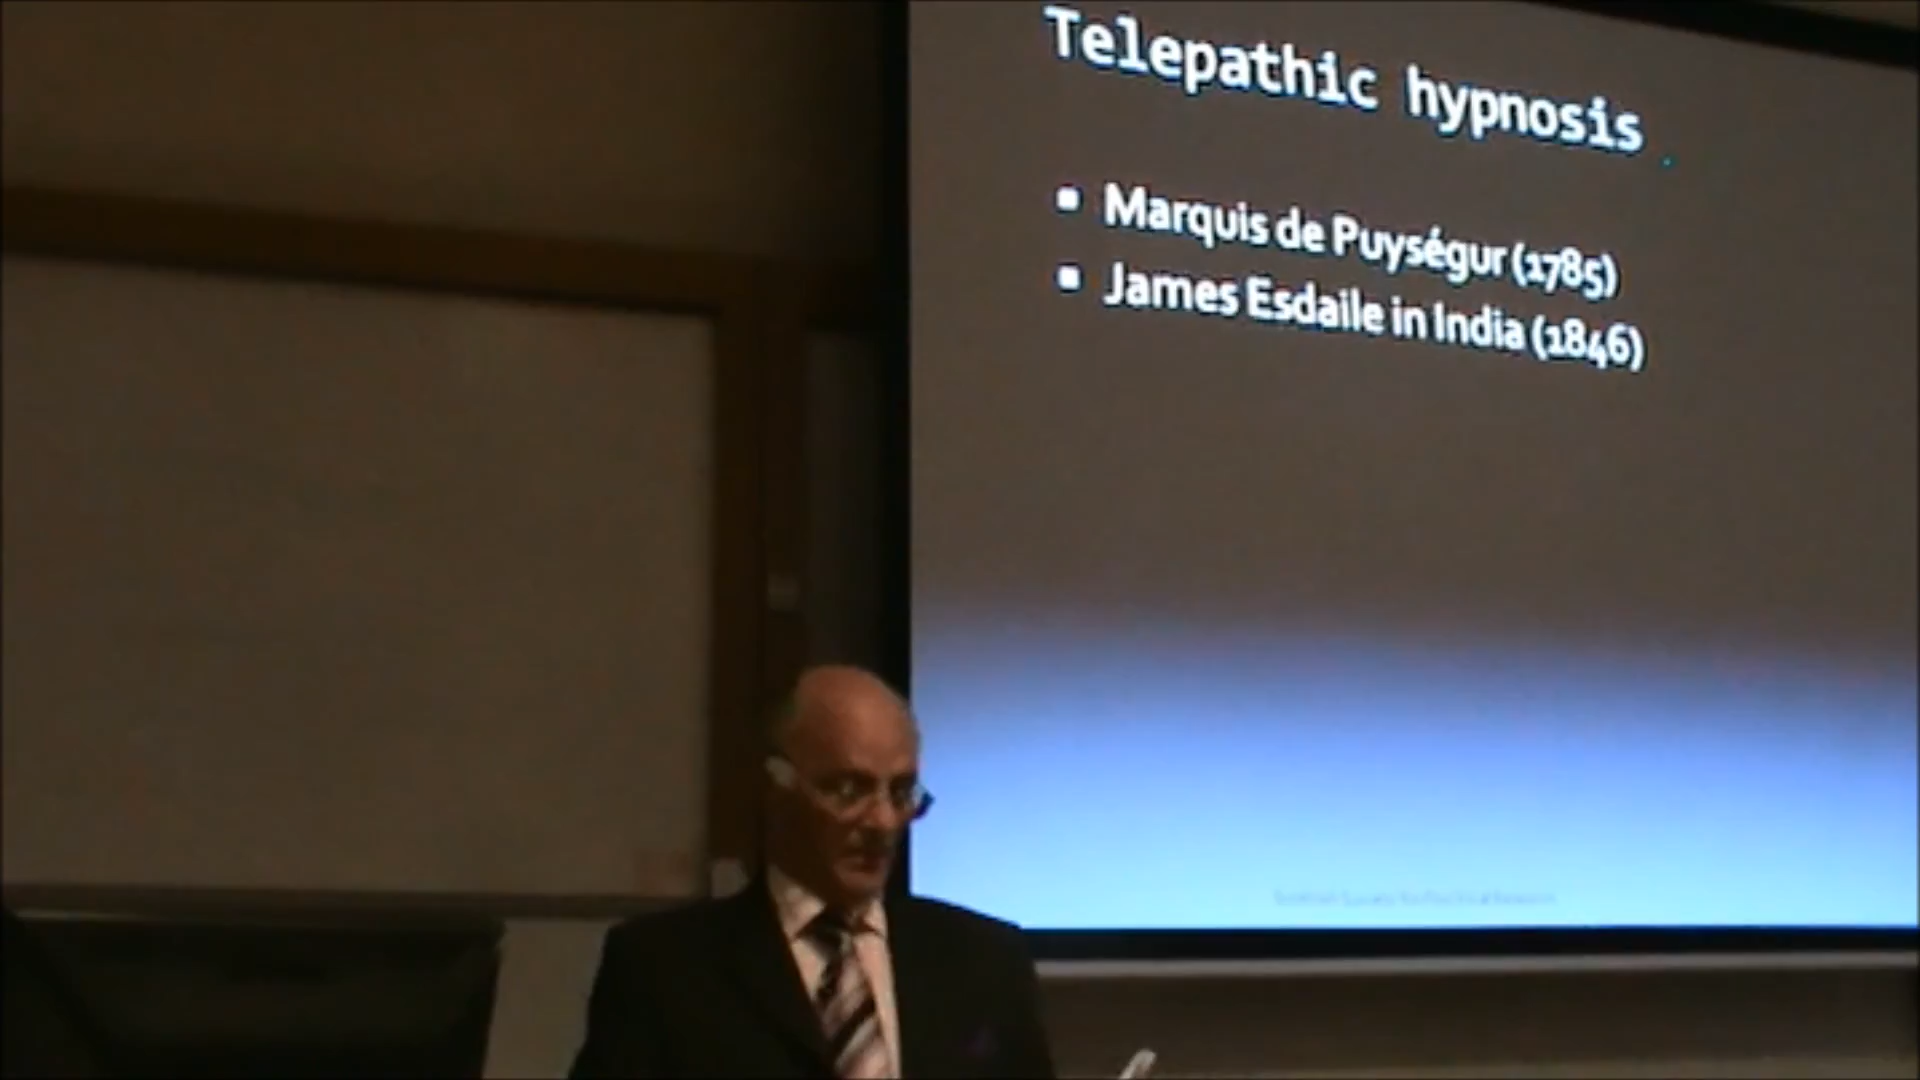 Telepathic hypnosis
▪ Marquis de Puységur (1785)
▪ James Esdaile in India (1846)